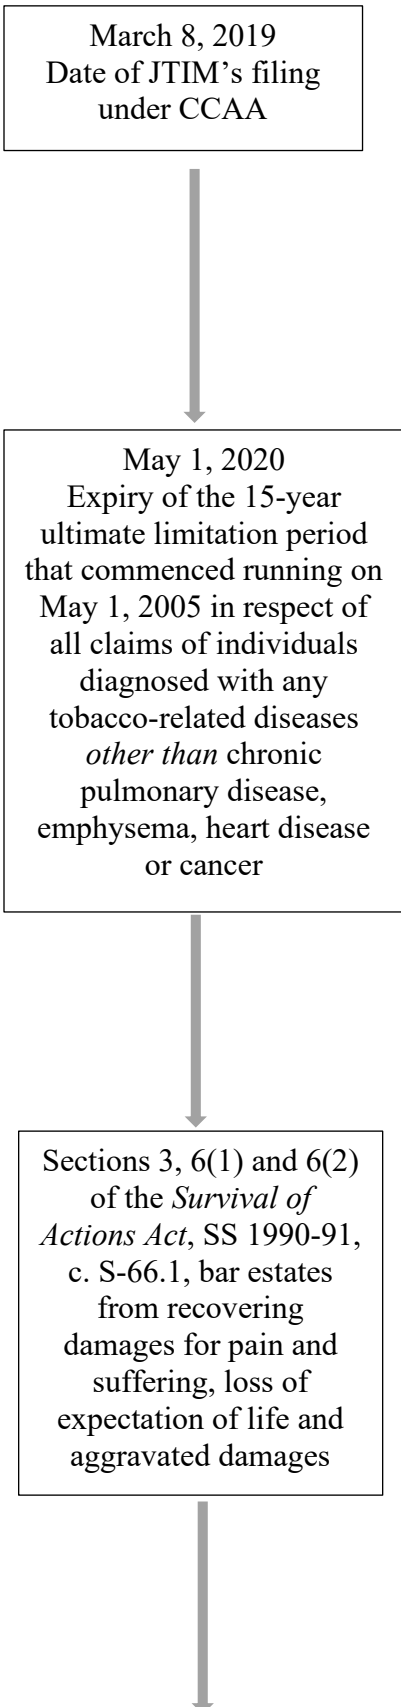 March 8, 2019
Date of JTIM’s filing
under CCAA
May 1, 2020
Expiry of the 15-year
ultimate limitation period
that commenced running on
May 1, 2005 in respect of
all claims of individuals
diagnosed with any
tobacco-related diseases
other than chronic
pulmonary disease,
emphysema, heart disease
or cancer
Sections 3, 6(1) and 6(2)
of the Survival of
Actions Act, SS 1990-91,
c. S-66.1, bar estates
from recovering
damages for pain and
suffering, loss of
expectation of life and
aggravated damages